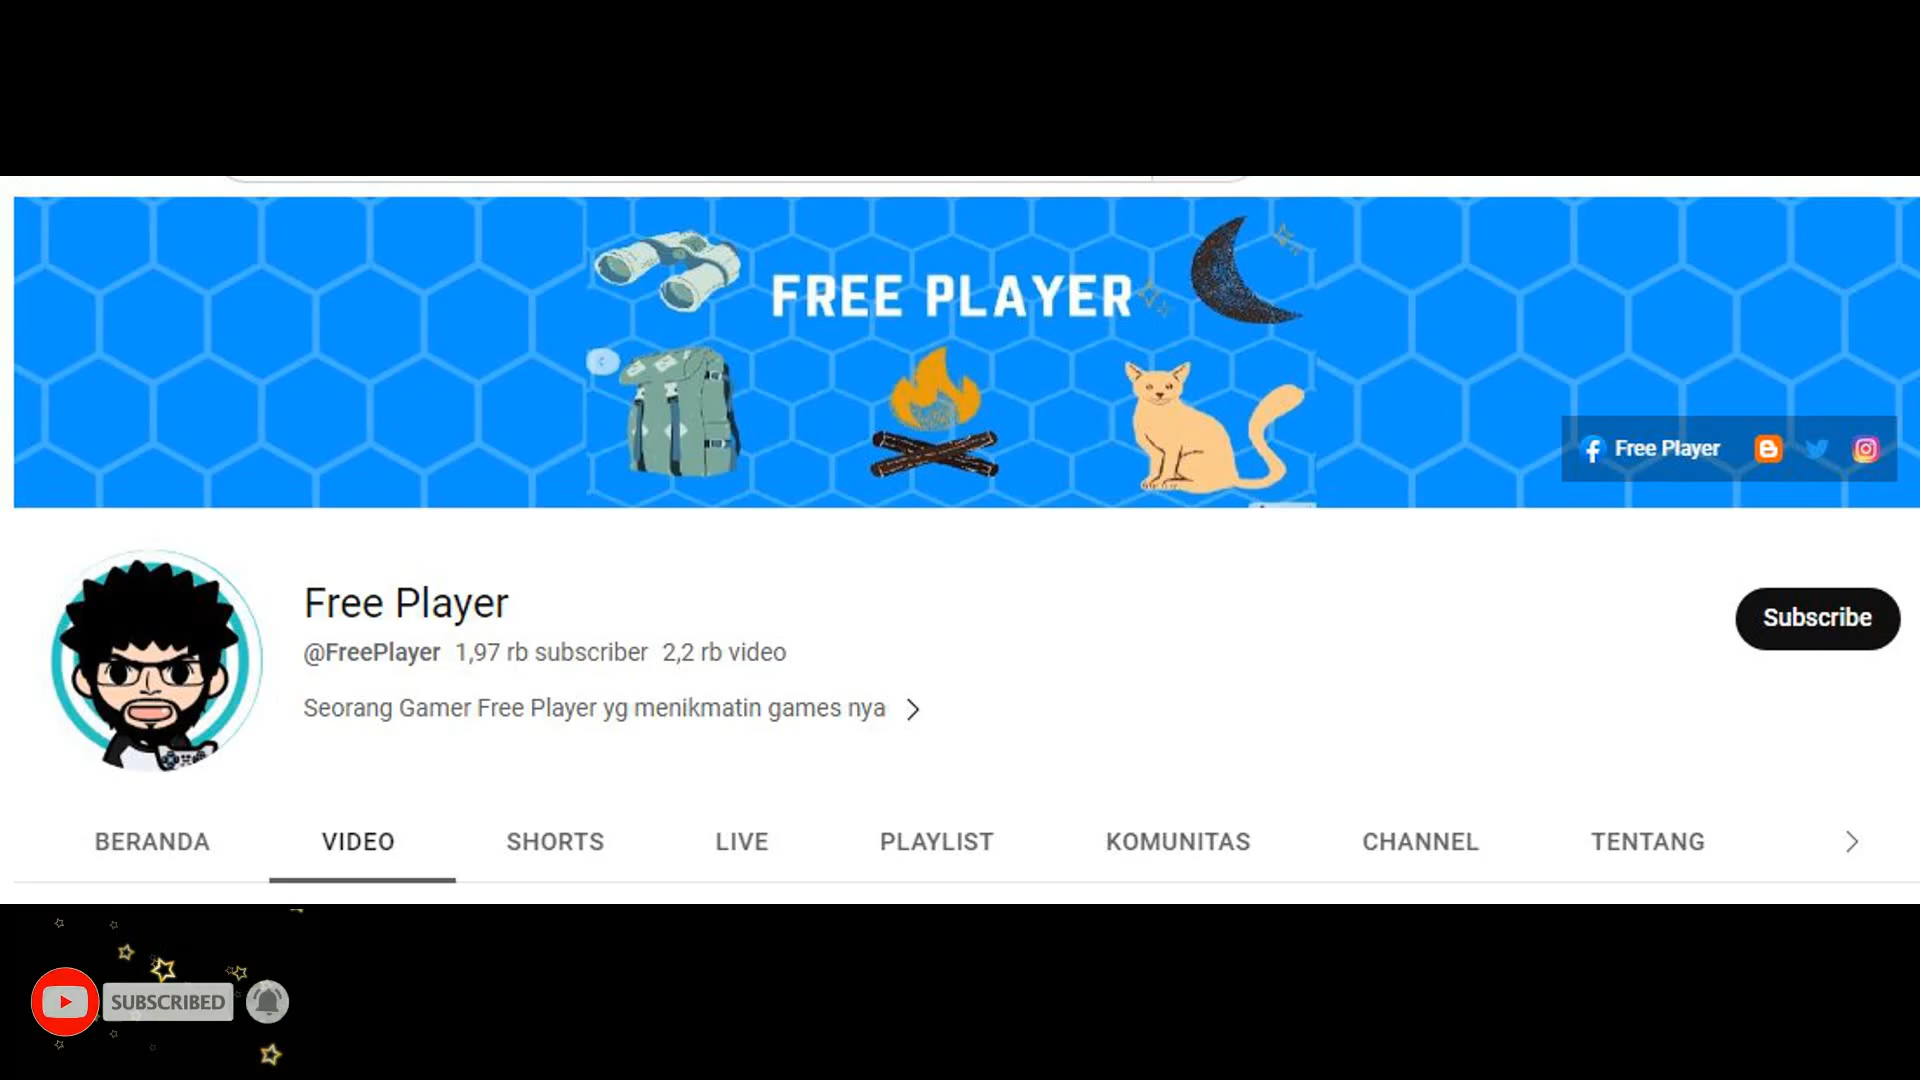 FREE PLAYER
Free Player
Free Player
@FreePlayer 1,97 rb subscriber 2,2 rb video
Subscribe
Seorang Gamer Free Player yg menikmatin games nya
BERANDA VIDEO SHORTS LIVE PLAYLIST KOMUNITAS CHANNEL TENTANG
SUBSCRIBED